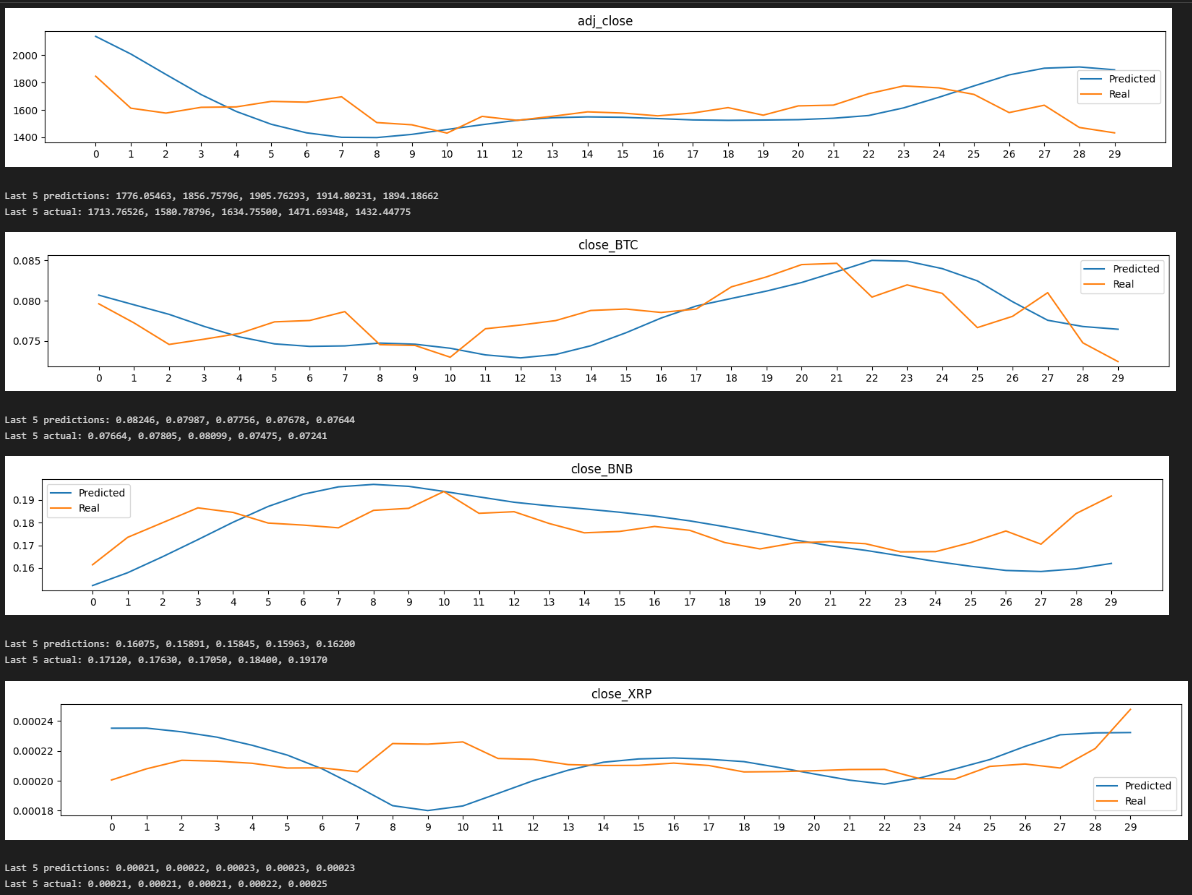 adj_close
2000
1800
1600
1400
Predicted
Real
0 1 2 3 4 5 6 7 8 9 10 11 12 13 14 15 16 17 18 19 20 21 22 23 24 25 26 27 28 29
Last 5 predictions: 1776.05463, 1856.75796, 1905.76293, 1914.80231, 1894.18662
Last 5 actual: 1713.76526, 1580.78796, 1634.75500, 1471.69348, 1432.44775
close_BTC
0.085
0.080
0.075
Predicted
Real
0 1 2 3 4 5 6 7 8 9 10 11 12 13 14 15 16 17 18 19 20 21 22 23 24 25 26 27 28 29
Last 5 predictions: 0.08246, 0.07987, 0.07756, 0.07678, 0.07644
Last 5 actual: 0.07664, 0.07805, 0.08099, 0.07475, 0.07241
close_BNB
Predicted
Real
0.19
0.18
0.17
0.16
0 1 2 3 4 5 6 7 8 9 10 11 12 13 14 15 16 17 18 19 20 21 22 23 24 25 26 27 28 29
Last 5 predictions: 0.16075, 0.15891, 0.15845, 0.15963, 0.16200
Last 5 actual: 0.17120, 0.17630, 0.17050, 0.18400, 0.19170
close_XRP
0.00024
0.00022
0.00020
0.00018
Predicted
Real
0 1 2 3 4 5 6 7 8 9 10 11 12 13 14 15 16 17 18 19 20 21 22 23 24 25 26 27 28 29
Last 5 predictions: 0.00021, 0.00022, 0.00023, 0.00023, 0.00023
Last 5 actual: 0.00021, 0.00021, 0.00021, 0.00022, 0.00025